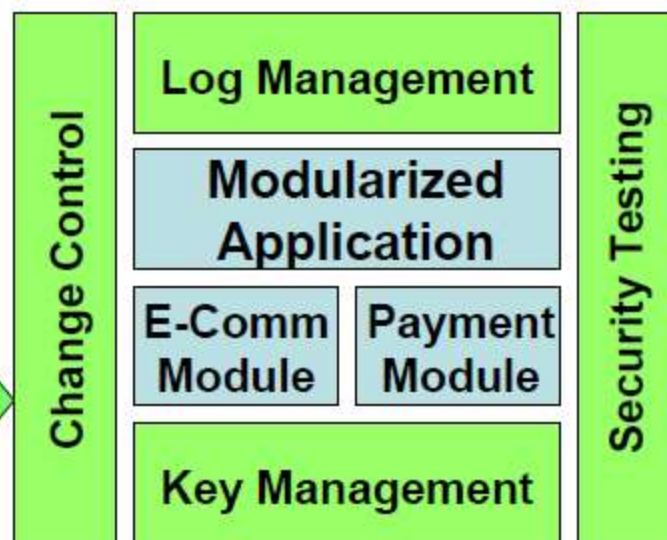 Change Control
Log Management
Modularized
Application
E-Comm
Module
Payment
Module
Key Management
Security Testing